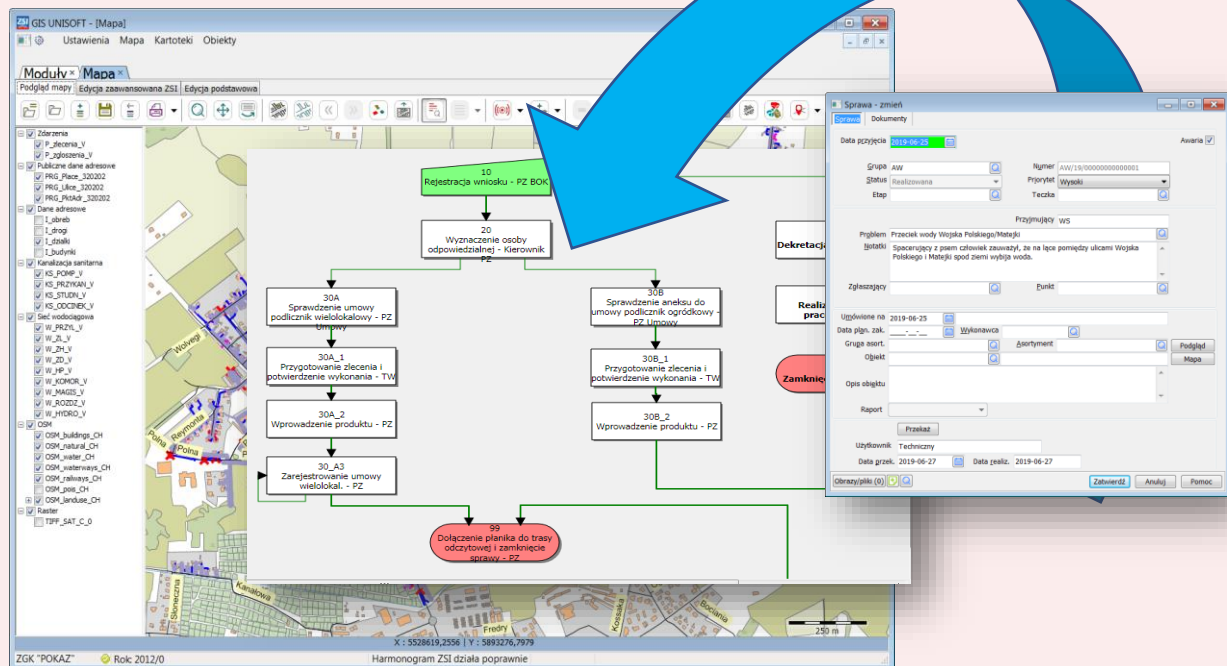 GIS UNISOFT - [Mapa]
Ustawienia Mapa Kartoteki Obiekty
Moduły Mapa
Podgląd mapy Edycja zaawansowana ZSI Edycja podstawowa
Zdarzenia
P_zlecenia_V
P_zgloszenia_V
Publiczne dane adresowe
PRG_Place_320202
PRG_Ulice_320202
PRG_PktAdr_320202
Dane adresowe
I_obreb
I_drogi
I_dzialki
I_budynki
Kanalizacja sanitarna
KS_POMP_V
KS_PRZYKAN_V
KS_STUDN_V
KS_ODCINEK_V
Sieć wodociągowa
W_PRZYL_V
W_ZL_V
W_ZH_V
W_ZD_V
W_HP_V
W_KOMOR_V
W_MAGIS_V
W_ROZDZ_V
W_HYDRO_V
OSM
OSM_buildings_CH
OSM_natural_CH
OSM_water_CH
OSM_waterways_CH
OSM_railways_CH
OSM_pois_CH
OSM_landuse_CH
Raster
TIFF_SAT_C_0
Reymonta
Polna
Polna
Słoneczna
Kanałowa
Fredry
Kossaka
Bociania
250 m
10
Rejestracja wniosku - PZ BOK
20
Wyznaczenie osoby
odpowiedzialnej - Kierownik
PZ
30A
Sprawdzenie umowy
podlicznik wielolokalowy - PZ
Umowy
30B
Sprawdzenie aneksu do
umowy podlicznik ogródkowy -
PZ Umowy
30A_1
Przygotowanie zlecenia i
potwierdzenie wykonania - TW
30B_1
Przygotowanie zlecenia i
potwierdzenie wykonania - TW
30A_2
Wprowadzenie produktu - PZ
30B_2
Wprowadzenie produktu - PZ
30_A3
Zarejestrowanie umowy
wielolokal. - PZ
99
Dołączenie płanika do trasy
odczytowej i zamknięcie
sprawy - PZ
Dekretacja
Realiz
prac
Zamknięc
X : 5528619,2556 | Y : 5893276,7979
ZGK "POKAZ" Rok: 2012/0 Harmonogram ZSI działa poprawnie
Sprawa - zmień
Sprawa Dokumenty
Data przyjęcia 2019-06-25 Awaria
Grupa AW Numer AW/19/00000000000001
Status Realizowana Priorytet Wysoki
Etap Teczka
Przyjmujący WS
Problem Przeciek wody Wojska Polskiego/Matejki
Notatki Spacerujący z psem człowiek zauważył, że na łące pomiędzy ulicami Wojska
Polskiego i Matejki spod ziemi wybija woda.
Zgłaszający Punkt
Umówione na 2019-06-25
Data plan. zak. __-_-__ Wykonawca
Grupa asort. Asortyment Podgląd
Obiekt Mapa
Opis obiektu
Raport
Przekaż
Użytkownik Techniczny
Data przek. 2019-06-27 Data realiz. 2019-06-27
Obrazy/pliki (0) Zatwierdź Anuluj Pomoc